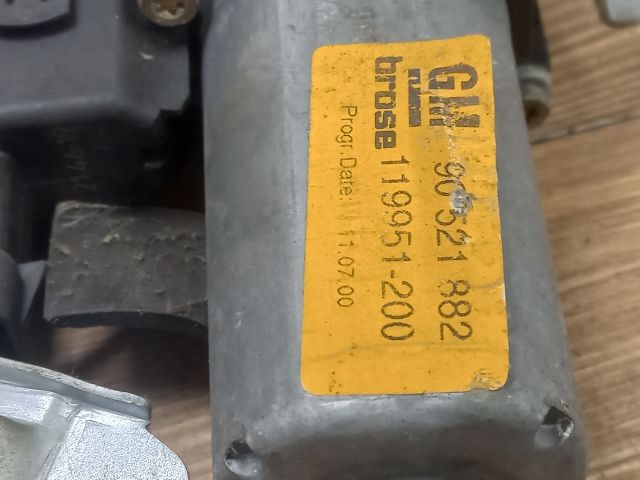 GM 90 521 882
brose 119951-200
Progr.Date: 11.07.00